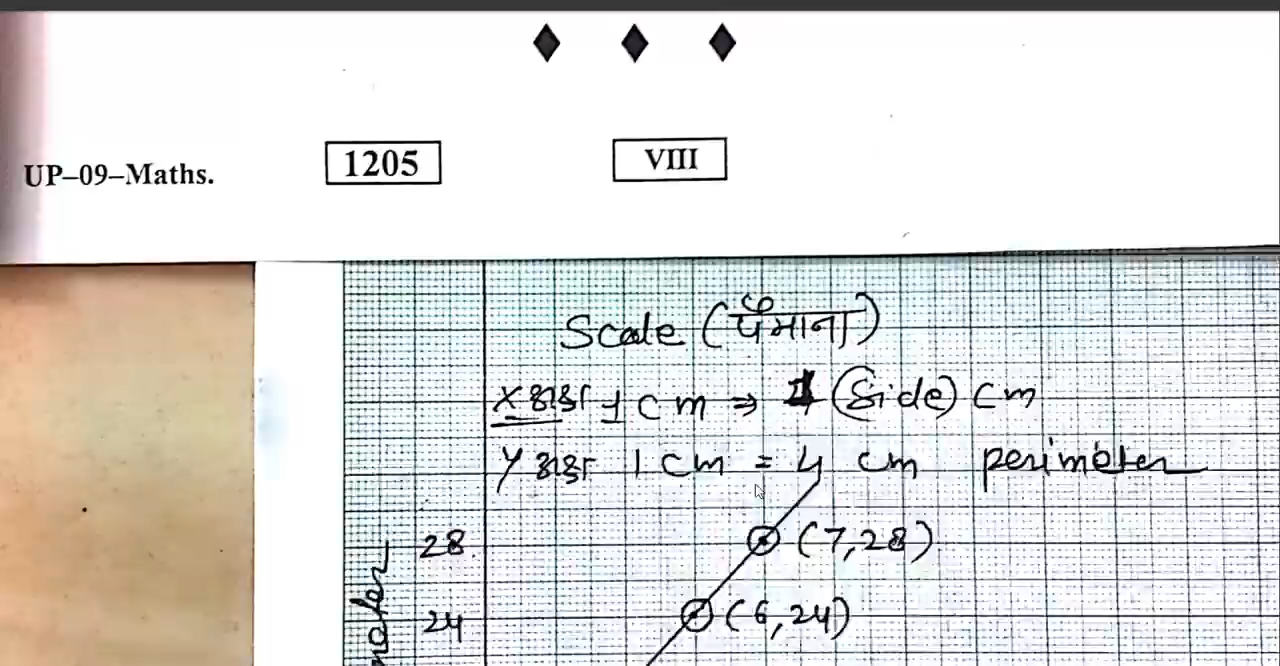 UP–09–Maths. 1205 VIII
Scale (पैमाना)
X अक्ष 1 cm ⇒ 1 (Side) cm
Y अक्ष 1 cm = 4 cm perimeter
28 (7,28)
24 (6,24)